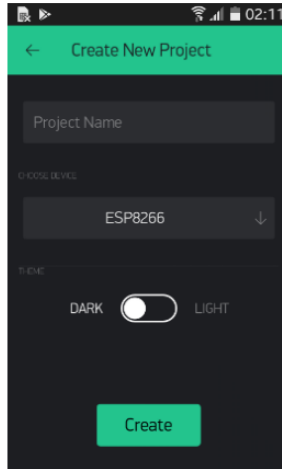 02:11
Create New Project
Project Name
CHOOSE DEVICE
ESP8266
THEME
DARK LIGHT
Create